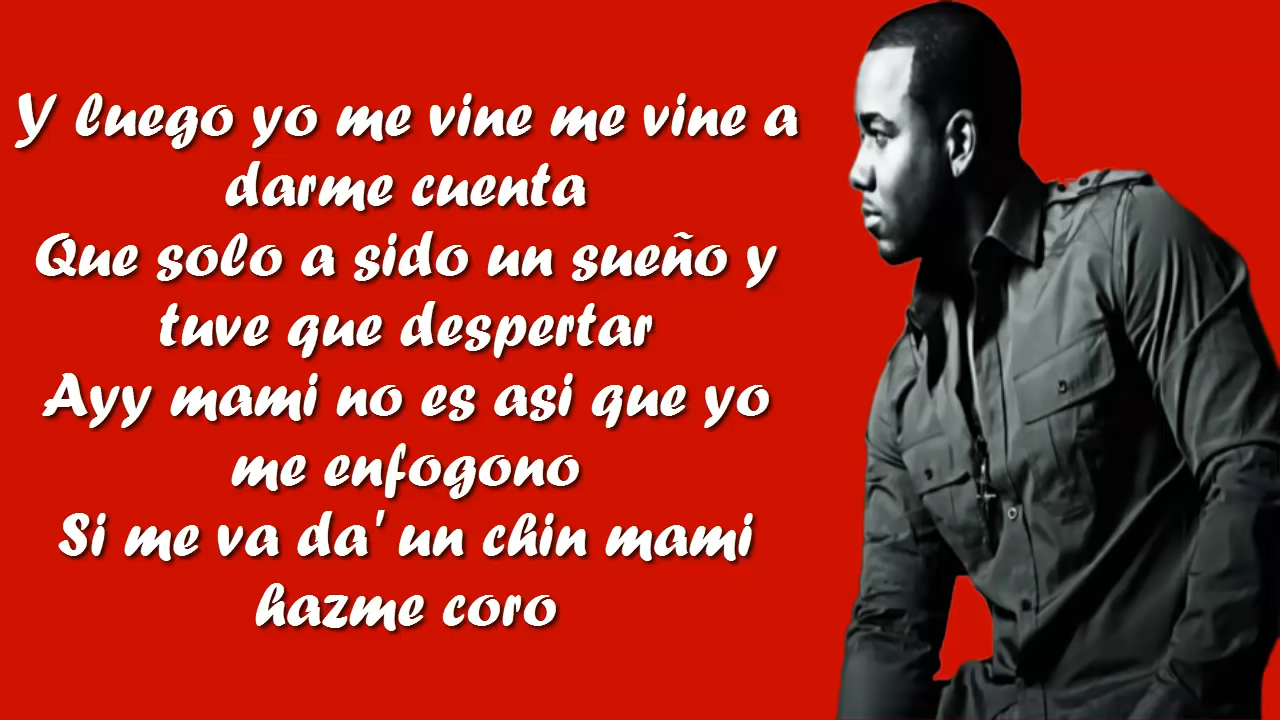 Y luego yo me vine me vine a
darme cuenta
Que solo a sido un sueño y
tuve que despertar
Ayy mami no es asi que yo
me enfogono
Si me va da' un chin mami
hazme coro